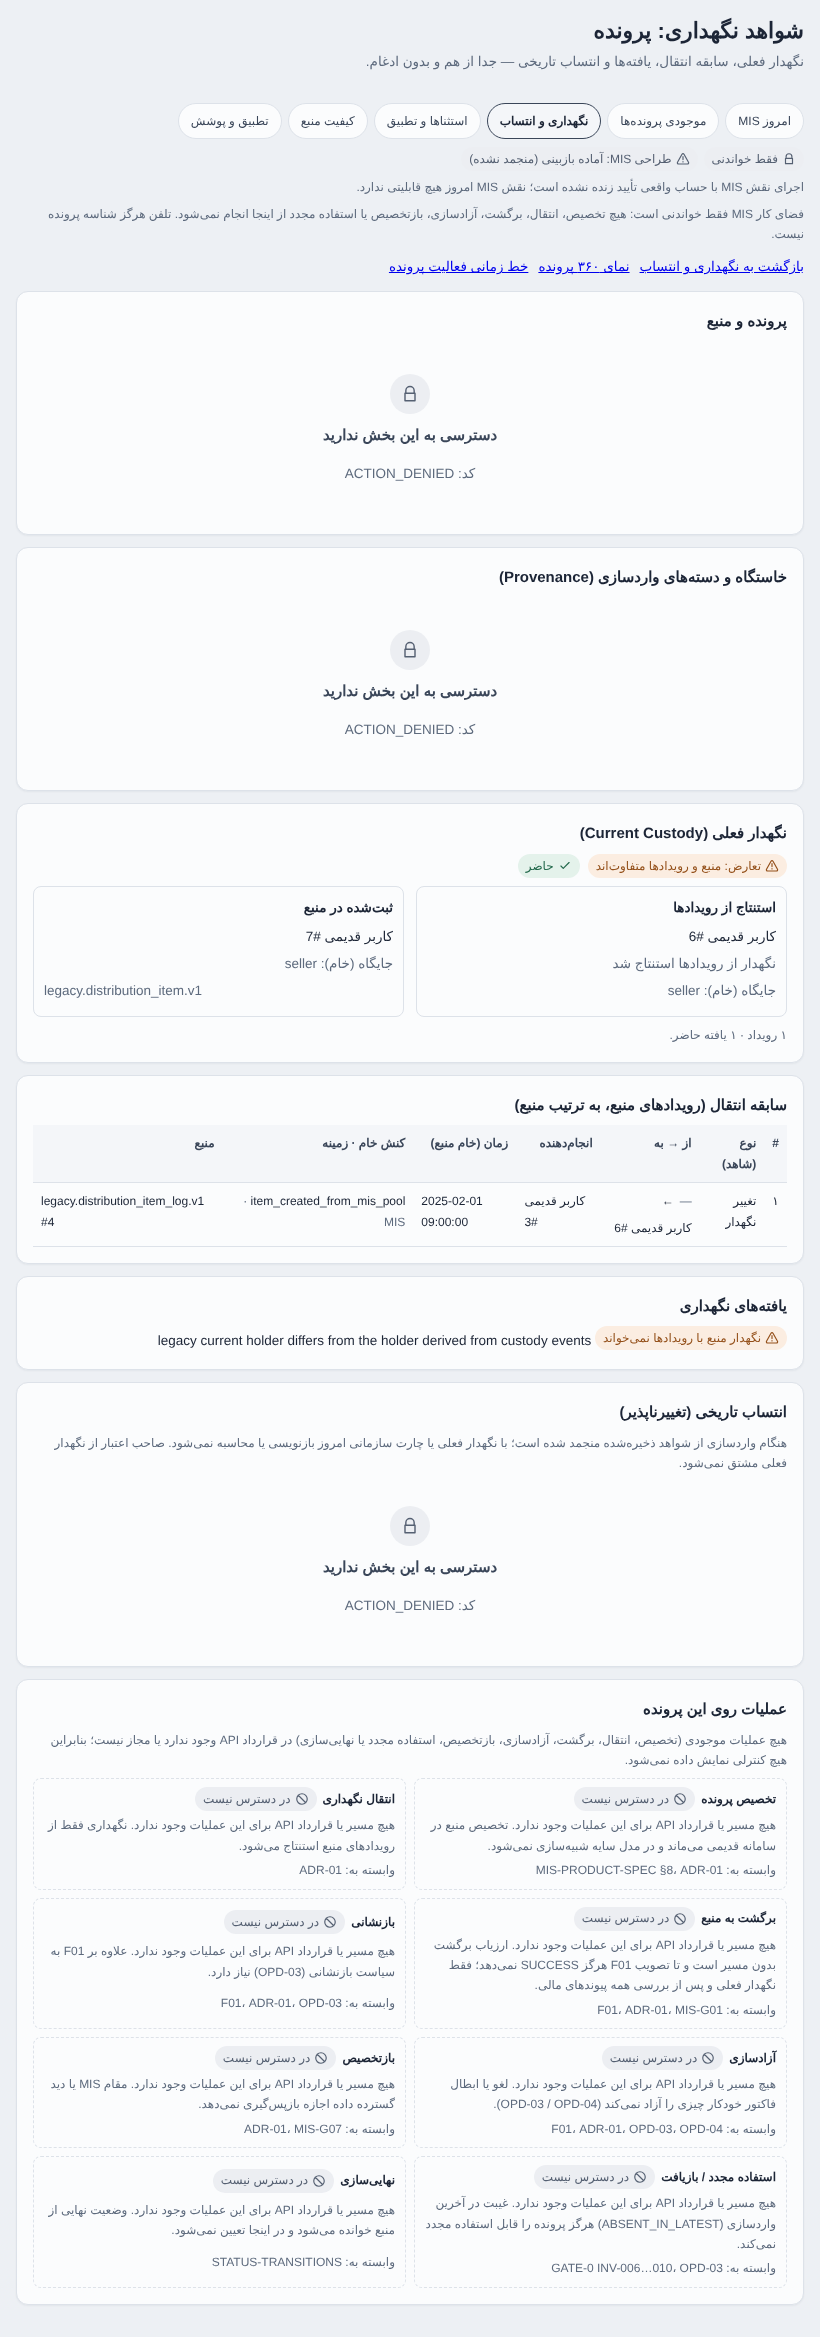 شواهد نگهداری: پرونده
نگهدار فعلی، سابقه انتقال، یافته‌ها و انتساب تاریخی — جدا از هم و بدون ادغام.
امروز MIS
موجودی پرونده‌ها
نگهداری و انتساب
استثناها و تطبیق
کیفیت منبع
تطبیق و پوشش
فقط خواندنی
طراحی MIS: آماده بازبینی (منجمد نشده)
اجرای نقش MIS با حساب واقعی تأیید زنده نشده است؛ نقش MIS امروز هیچ قابلیتی ندارد.
فضای کار MIS فقط خواندنی است: هیچ تخصیص، انتقال، برگشت، آزادسازی، بازتخصیص یا استفاده مجدد از اینجا انجام نمی‌شود. تلفن هرگز شناسه پرونده
نیست.
بازگشت به نگهداری و انتساب
نمای ۳۶۰ پرونده
خط زمانی فعالیت پرونده
پرونده و منبع
دسترسی به این بخش ندارید
کد: ACTION_DENIED
خاستگاه و دسته‌های واردسازی (Provenance)
دسترسی به این بخش ندارید
کد: ACTION_DENIED
نگهدار فعلی (Current Custody)
تعارض: منبع و رویدادها متفاوت‌اند
حاضر
استنتاج از رویدادها
کاربر قدیمی #6
نگهدار از رویدادها استنتاج شد
جایگاه (خام): seller
ثبت‌شده در منبع
کاربر قدیمی #7
جایگاه (خام): seller
legacy.distribution_item.v1
۱ رویداد · ۱ یافته حاضر.
سابقه انتقال (رویدادهای منبع، به ترتیب منبع)
#
نوع
(شاهد)
از → به
انجام‌دهنده
زمان (خام منبع)
کنش خام · زمینه
منبع
۱
تغییر
نگهدار
— ←
کاربر قدیمی #6
کاربر قدیمی
#3
2025-02-01
09:00:00
item_created_from_mis_pool ·
MIS
legacy.distribution_item_log.v1
#4
یافته‌های نگهداری
نگهدار منبع با رویدادها نمی‌خواند
legacy current holder differs from the holder derived from custody events
انتساب تاریخی (تغییرناپذیر)
هنگام واردسازی از شواهد ذخیره‌شده منجمد شده است؛ با نگهدار فعلی یا چارت سازمانی امروز بازنویسی یا محاسبه نمی‌شود. صاحب اعتبار از نگهدار
فعلی مشتق نمی‌شود.
دسترسی به این بخش ندارید
کد: ACTION_DENIED
عملیات روی این پرونده
هیچ عملیات موجودی (تخصیص، انتقال، برگشت، آزادسازی، بازتخصیص، استفاده مجدد یا نهایی‌سازی) در قرارداد API وجود ندارد یا مجاز نیست؛ بنابراین
هیچ کنترلی نمایش داده نمی‌شود.
تخصیص پرونده
در دسترس نیست
هیچ مسیر یا قرارداد API برای این عملیات وجود ندارد. تخصیص منبع در
سامانه قدیمی می‌ماند و در مدل سایه شبیه‌سازی نمی‌شود.
وابسته به: MIS-PRODUCT-SPEC §8، ADR-01
انتقال نگهداری
در دسترس نیست
هیچ مسیر یا قرارداد API برای این عملیات وجود ندارد. نگهداری فقط از
رویدادهای منبع استنتاج می‌شود.
وابسته به: ADR-01
برگشت به منبع
در دسترس نیست
هیچ مسیر یا قرارداد API برای این عملیات وجود ندارد. ارزیاب برگشت
بدون مسیر است و تا تصویب F01 هرگز SUCCESS نمی‌دهد؛ فقط
نگهدار فعلی و پس از بررسی همه پیوندهای مالی.
وابسته به: F01، ADR-01، MIS-G01
بازنشانی
در دسترس نیست
هیچ مسیر یا قرارداد API برای این عملیات وجود ندارد. علاوه بر F01 به
سیاست بازنشانی (OPD-03) نیاز دارد.
وابسته به: F01، ADR-01، OPD-03
آزادسازی
در دسترس نیست
هیچ مسیر یا قرارداد API برای این عملیات وجود ندارد. لغو یا ابطال
فاکتور خودکار چیزی را آزاد نمی‌کند (OPD-03 / OPD-04).
وابسته به: F01، ADR-01، OPD-03، OPD-04
بازتخصیص
در دسترس نیست
هیچ مسیر یا قرارداد API برای این عملیات وجود ندارد. مقام MIS یا دید
گسترده داده اجازه بازپس‌گیری نمی‌دهد.
وابسته به: ADR-01، MIS-G07
استفاده مجدد / بازیافت
در دسترس نیست
هیچ مسیر یا قرارداد API برای این عملیات وجود ندارد. غیبت در آخرین
واردسازی (ABSENT_IN_LATEST) هرگز پرونده را قابل استفاده مجدد
نمی‌کند.
وابسته به: GATE-0 INV-006…010، OPD-03
نهایی‌سازی
در دسترس نیست
هیچ مسیر یا قرارداد API برای این عملیات وجود ندارد. وضعیت نهایی از
منبع خوانده می‌شود و در اینجا تعیین نمی‌شود.
وابسته به: STATUS-TRANSITIONS